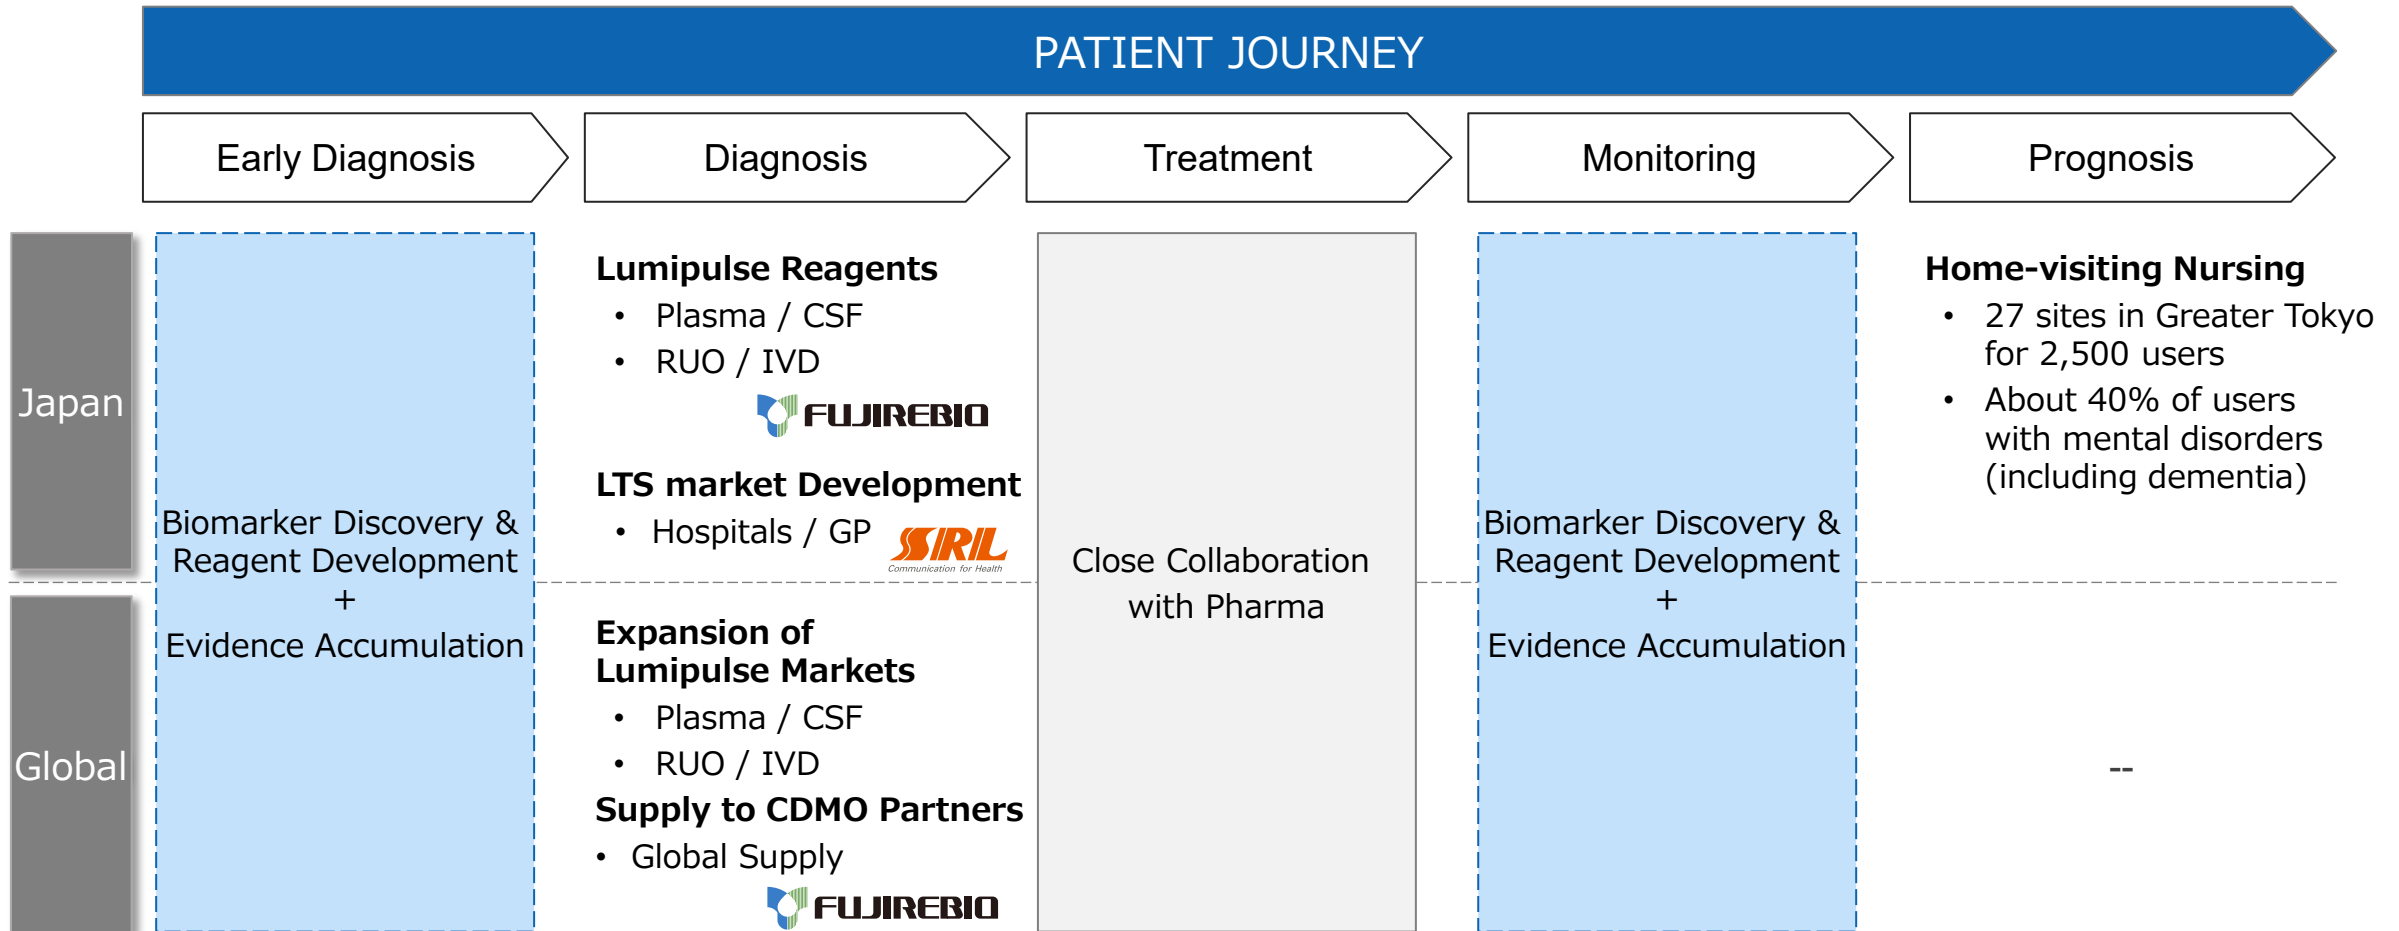 PATIENT JOURNEY
Early Diagnosis
Diagnosis
Treatment
Monitoring
Prognosis
Japan
Global
Biomarker Discovery &
Reagent Development
+
Evidence Accumulation
Lumipulse Reagents
• Plasma / CSF
• RUO / IVD
FUJIREBIO
LTS market Development
• Hospitals / GP
SRL
Communication for Health
Expansion of
Lumipulse Markets
• Plasma / CSF
• RUO / IVD
Supply to CDMO Partners
• Global Supply
FUJIREBIO
Close Collaboration
with Pharma
Biomarker Discovery &
Reagent Development
+
Evidence Accumulation
Home-visiting Nursing
• 27 sites in Greater Tokyo
for 2,500 users
• About 40% of users
with mental disorders
(including dementia)
--